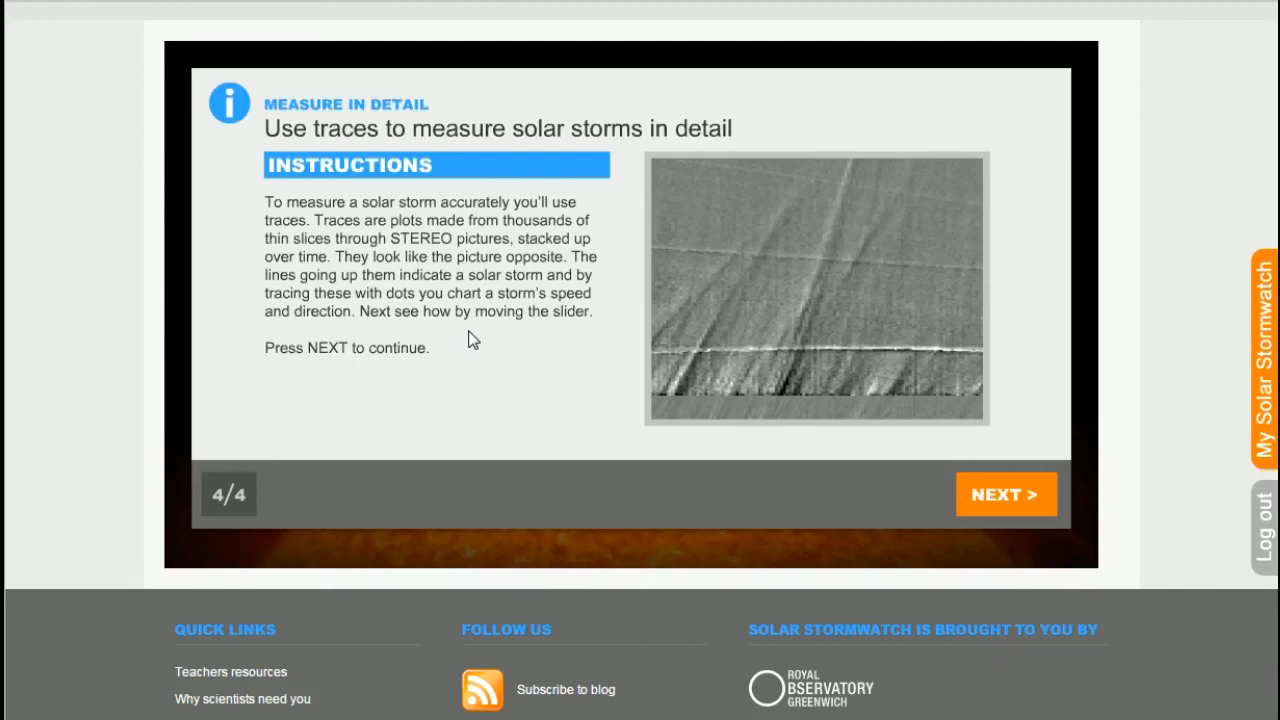 MEASURE IN DETAIL
Use traces to measure solar storms in detail
INSTRUCTIONS
To measure a solar storm accurately you'll use
traces. Traces are plots made from thousands of
thin slices through STEREO pictures, stacked up
over time. They look like the picture opposite. The
lines going up them indicate a solar storm and by
tracing these with dots you chart a storm's speed
and direction. Next see how by moving the slider.
Press NEXT to continue.
4/4
NEXT >
My Solar Stormwatch
Log out
QUICK LINKS
Teachers resources
Why scientists need you
FOLLOW US
Subscribe to blog
SOLAR STORMWATCH IS BROUGHT TO YOU BY
ROYAL
OBSERVATORY
GREENWICH